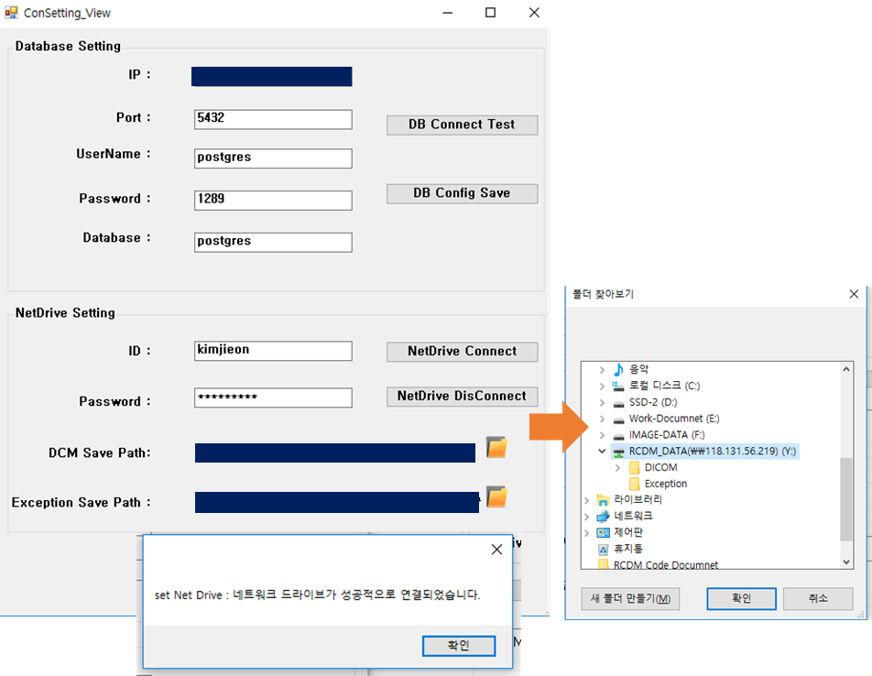 ConSetting_View
Database Setting
IP :
Port : 5432
DB Connect Test
UserName : postgres
Password : 1289
DB Config Save
Database : postgres
NetDrive Setting
ID : kimjieon
NetDrive Connect
Password : *********
NetDrive DisConnect
DCM Save Path:
Exception Save Path :
set Net Drive : 네트워크 드라이브가 성공적으로 연결되었습니다.
확인
폴더 찾아보기
음악
로컬 디스크 (C:)
SSD-2 (D:)
Work-Documnet (E:)
IMAGE-DATA (F:)
RCDM_DATA(₩₩118.131.56.219) (Y:)
DICOM
Exception
라이브러리
네트워크
제어판
휴지통
RCDM Code Documnet
새 폴더 만들기(M)
확인
취소